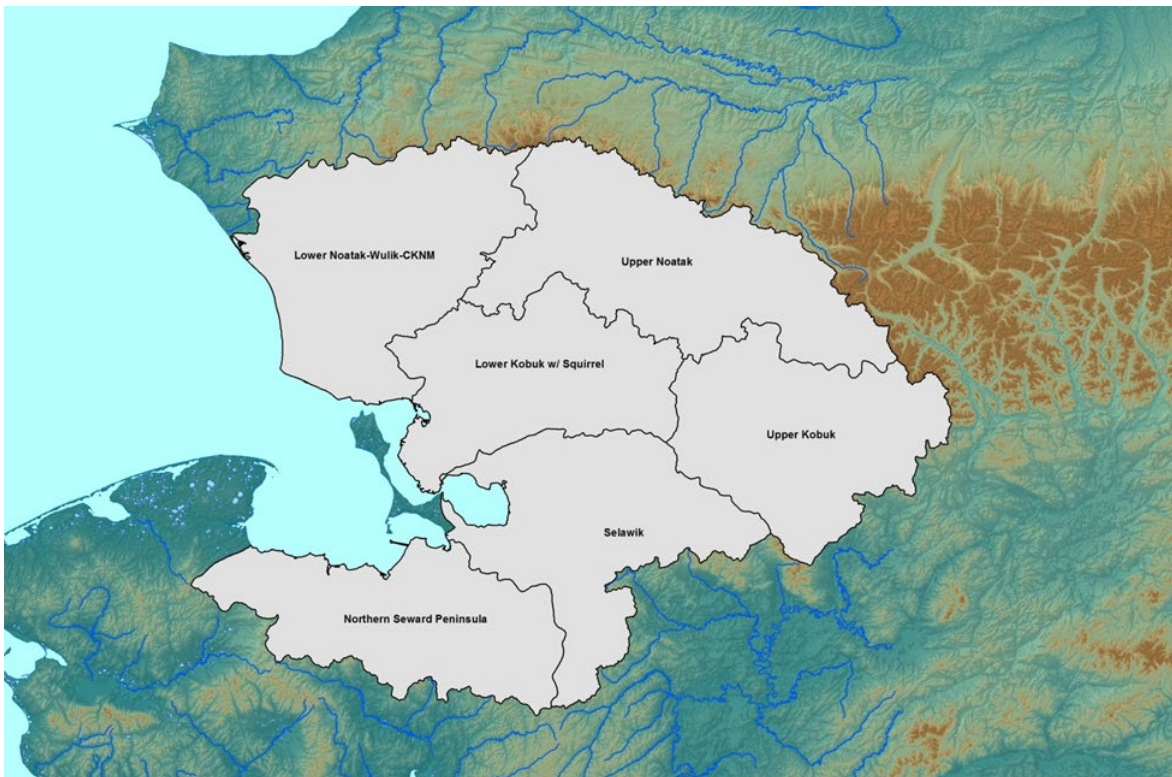 Lower Noatak-Wulik-CKNM
Upper Noatak
Lower Kobuk w/ Squirrel
Upper Kobuk
Selawik
Northern Seward Peninsula